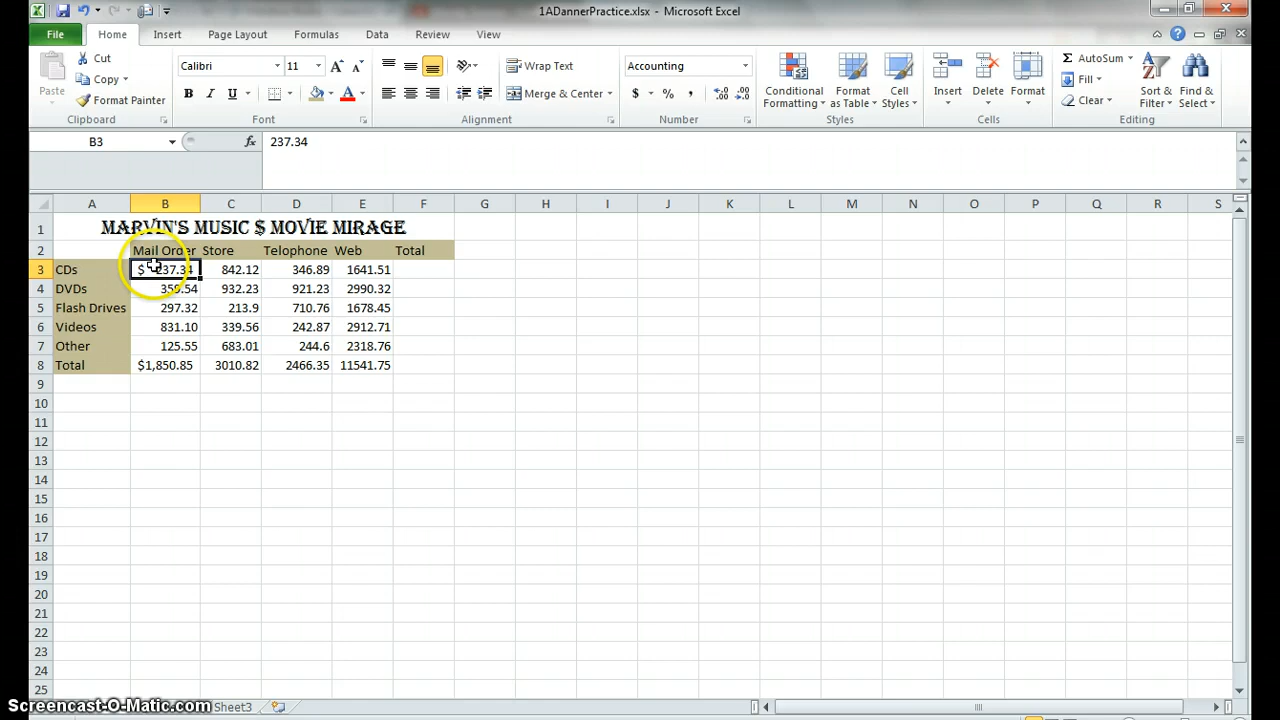 1ADannerPractice.xlsx - Microsoft Excel
File Home Insert Page Layout Formulas Data Review View
Paste Cut Copy Format Painter Clipboard
Calibri 11 B I U A A A Font
Wrap Text Merge & Center Alignment
Accounting $ % , .0 .00 .00 .0 Number
Conditional Formatting Format as Table Cell Styles Styles
Insert Delete Format Cells
Σ AutoSum Fill Clear Sort & Filter Find & Select Editing
B3 fx 237.34
A B C D E F G H I J K L M N O P Q R S
1 MARVIN'S MUSIC $ MOVIE MIRAGE
2 Mail Order Store Telophone Web Total
3 CDs $ 237.34 842.12 346.89 1641.51
4 DVDs 359.54 932.23 921.23 2990.32
5 Flash Drives 297.32 213.9 710.76 1678.45
6 Videos 831.10 339.56 242.87 2912.71
7 Other 125.55 683.01 244.6 2318.76
8 Total $1,850.85 3010.82 2466.35 11541.75
9
10
11
12
13
14
15
16
17
18
19
20
21
22
23
24
25
Screencast-O-Matic.com Sheet3